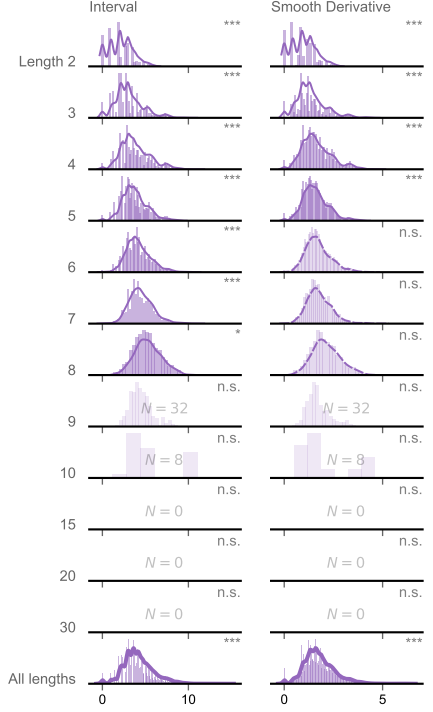 Interval Smooth Derivative
*** ***
Length 2
*** ***
3
*** ***
4
*** ***
5
*** n.s.
6
*** n.s.
7
* n.s.
8
n.s. n.s.
N = 32 N = 32
9
n.s. n.s.
N = 8 N = 8
10
n.s. n.s.
N = 0 N = 0
15
n.s. n.s.
N = 0 N = 0
20
n.s. n.s.
N = 0 N = 0
30
*** ***
All lengths
0 10 0 5